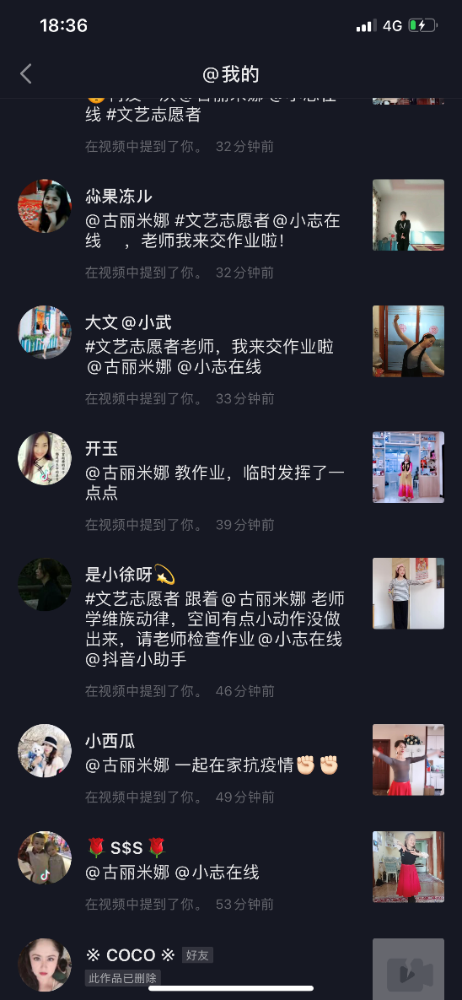 18:36
4G
@我的
@小志在
线 #文艺志愿者
在视频中提到了你。 32分钟前
尛果冻ル
@古丽米娜 #文艺志愿者@小志在
线 ,老师我来交作业啦!
在视频中提到了你。 32分钟前
大文@小武
#文艺志愿者老师,我来交作业啦
@古丽米娜 @小志在线
在视频中提到了你。 33分钟前
开玉
@古丽米娜 教作业,临时发挥了一
点点
在视频中提到了你。 39分钟前
是小徐呀💫
#文艺志愿者 跟着@古丽米娜 老师
学维族动律,空间有点小动作没做
出来,请老师检查作业@小志在线
@抖音小助手
在视频中提到了你。 46分钟前
小西瓜
@古丽米娜 一起在家抗疫情✊🏻✊🏻
在视频中提到了你。 49分钟前
🌹 S$S 🌹
@古丽米娜 @小志在线
在视频中提到了你。 53分钟前
※ COCO ※ 好友
此作品已删除